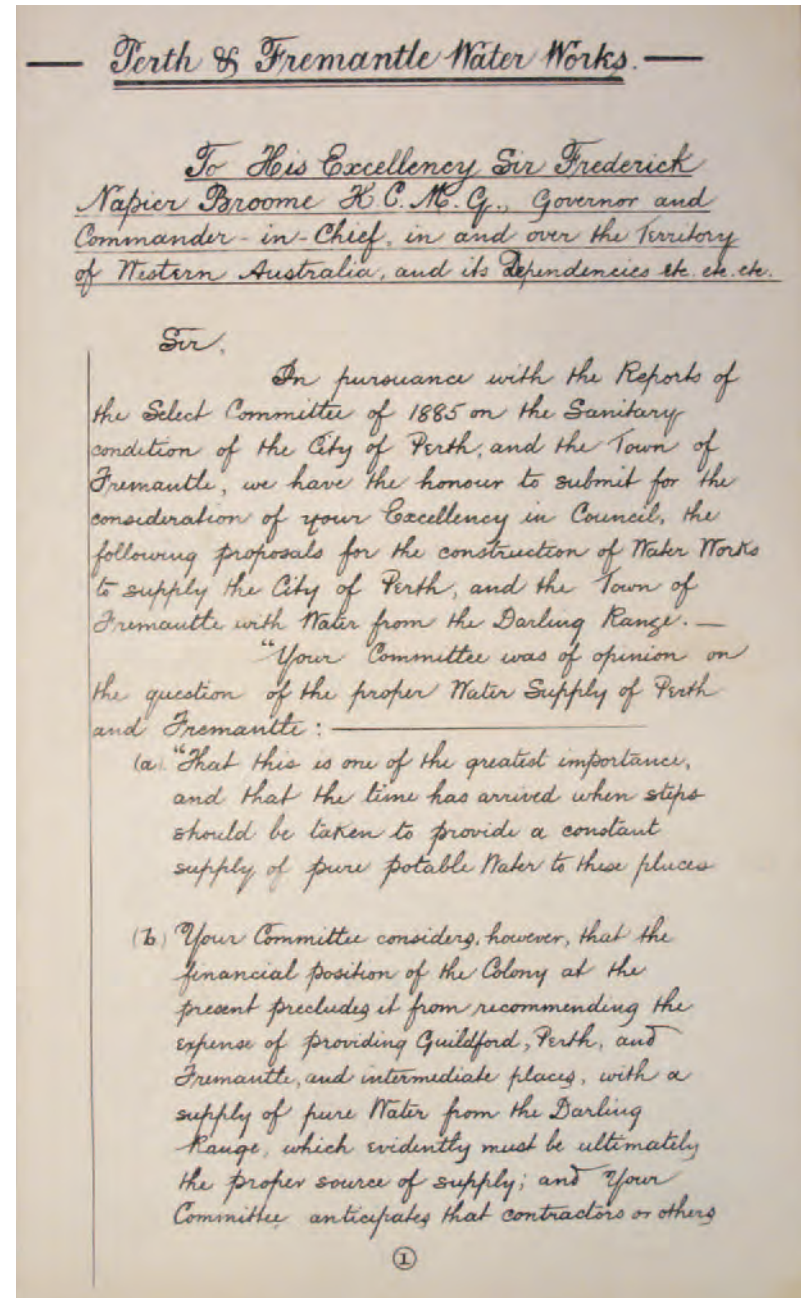 — Perth & Fremantle Water Works. —
To His Excellency Sir Frederick
Napier Broome K.C.M.G., Governor and
Commander-in-Chief, in and over the Territory
of Western Australia, and its Dependencies etc. etc. etc.
Sir,
In pursuance with the Reports of
the Select Committee of 1885 on the Sanitary
condition of the City of Perth, and the Town of
Fremantle, we have the honour to submit for the
consideration of your Excellency in Council, the
following proposals for the construction of Water Works
to supply the City of Perth, and the Town of
Fremantle with Water from the Darling Range. —
"Your Committee was of opinion on
the question of the proper Water Supply of Perth
and Fremantle : —
(a) "That this is one of the greatest importance,
and that the time has arrived when steps
should be taken to provide a constant
supply of pure potable Water to these places
(b) Your Committee considers, however, that the
financial position of the Colony at the
present precludes it from recommending the
expense of providing Guildford, Perth, and
Fremantle, and intermediate places, with a
supply of pure Water from the Darling
Range, which evidently must be ultimately
the proper source of supply; and Your
Committee anticipates that contractors or others
1